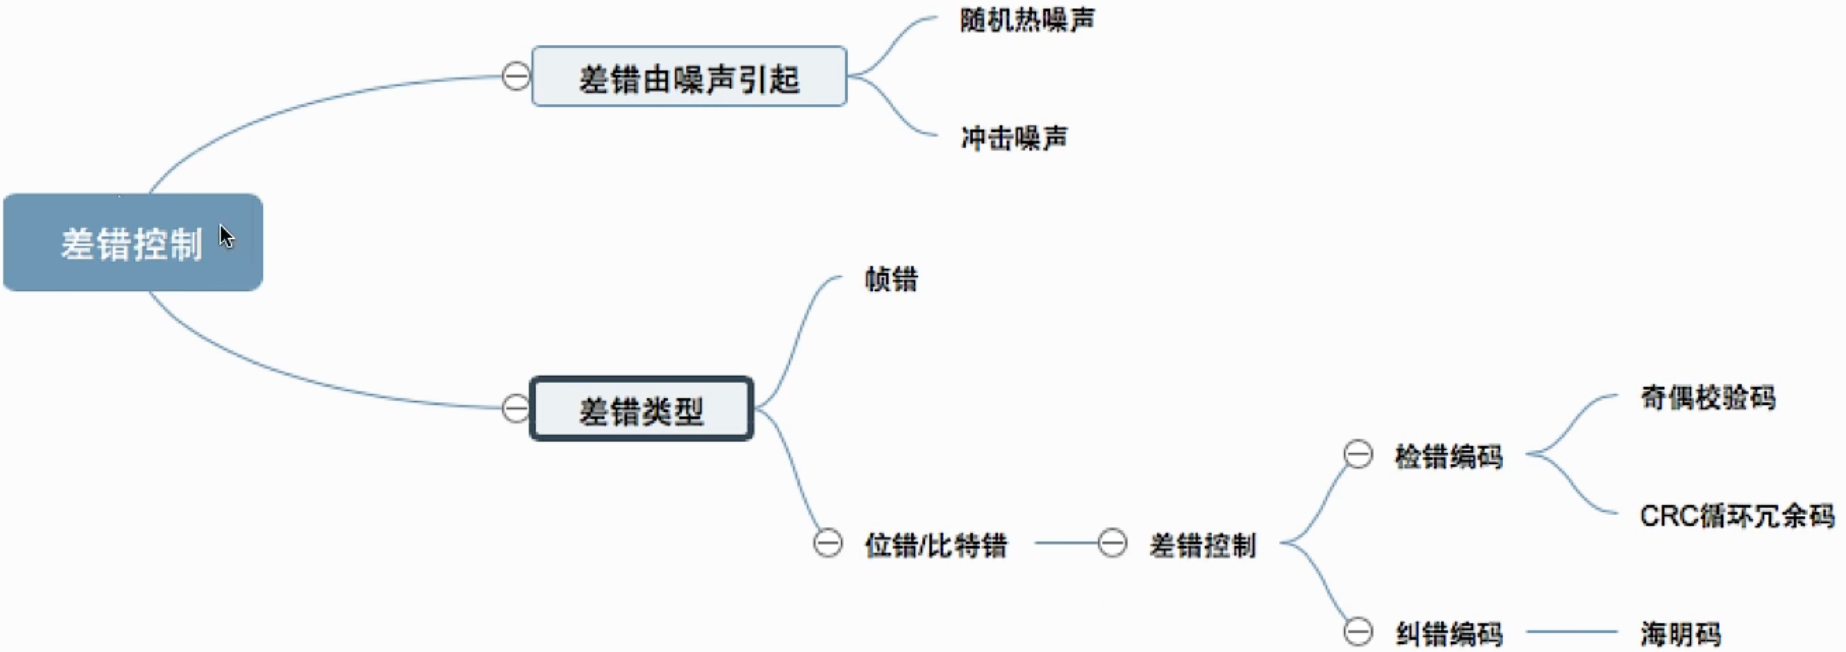 随机热噪声
差错由噪声引起
冲击噪声
差错控制
帧错
差错类型
奇偶校验码
检错编码
CRC循环冗余码
位错/比特错
差错控制
纠错编码
海明码